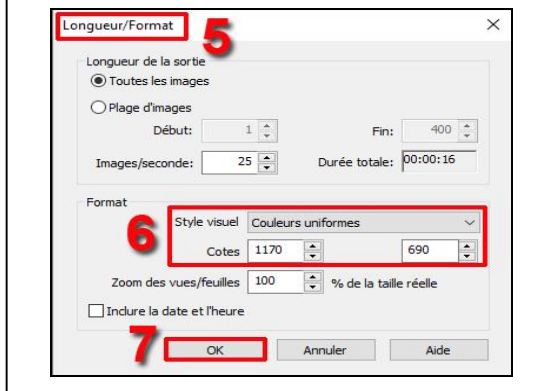 Longueur/Format 5
Longueur de la sortie
Toutes les images
Plage d'images
Début: 1 Fin: 400
Images/seconde: 25 Durée totale: 00:00:16
Format
6 Style visuel Couleurs uniformes
Cotes 1170 690
Zoom des vues/feuilles 100 % de la taille réelle
Inclure la date et l'heure
7 OK Annuler Aide